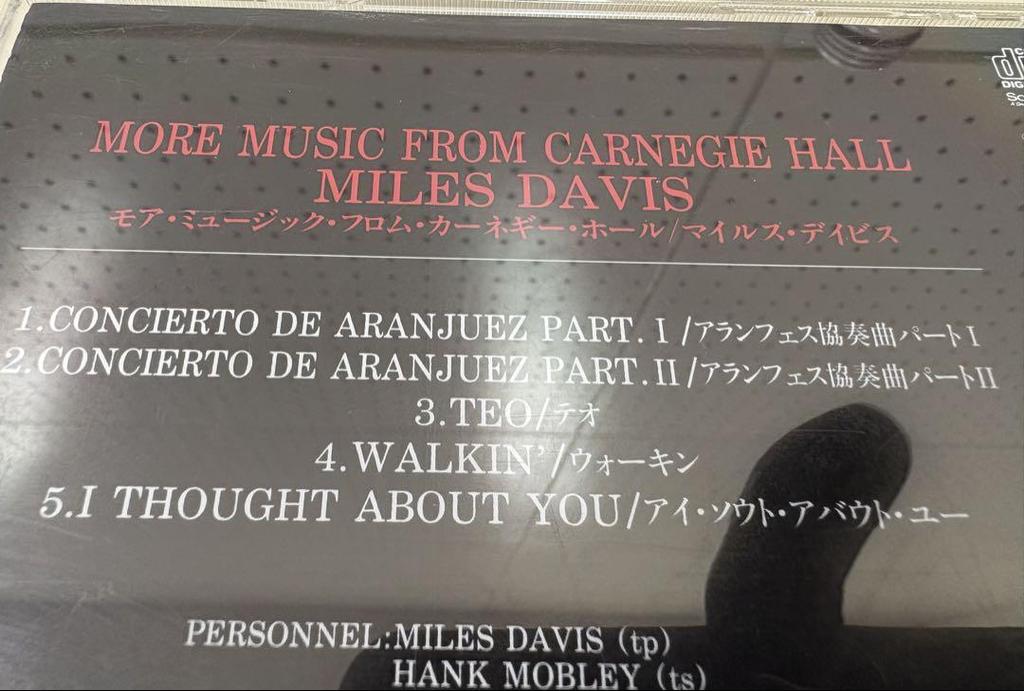 MORE MUSIC FROM CARNEGIE HALL
MILES DAVIS
モア・ミュージック・フロム・カーネギー・ホール/マイルス・デイビス
1.CONCIERTO DE ARANJUEZ PART. I /アランフェス協奏曲パートI
2.CONCIERTO DE ARANJUEZ PART. II/アランフェス協奏曲パートII
3.TEO/テオ
4.WALKIN'/ウォーキン
5.I THOUGHT ABOUT YOU/アイ・ソウト・アバウト・ユー
PERSONNEL:MILES DAVIS (tp)
HANK MOBLEY (ts)